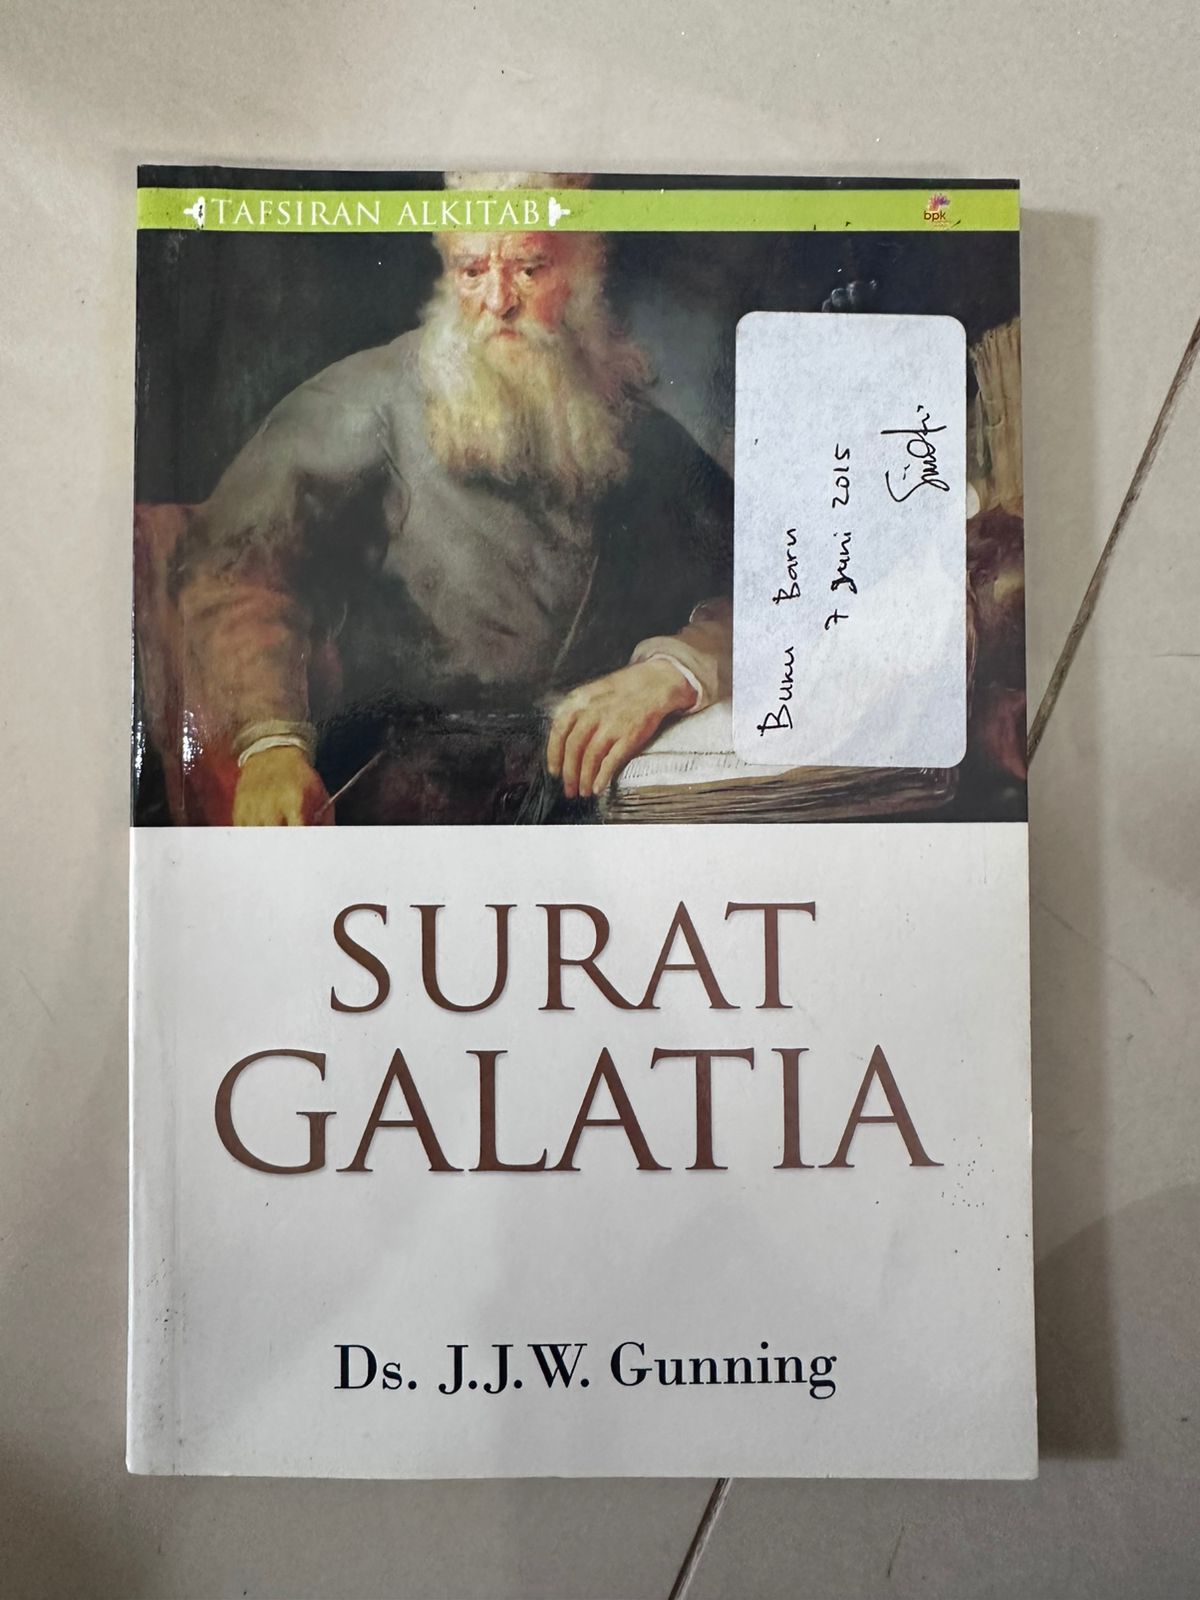 TAFSIRAN ALKITAB
bpk
Buku Baru
7 Juni 2015
SURAT
GALATIA
Ds. J.J.W. Gunning